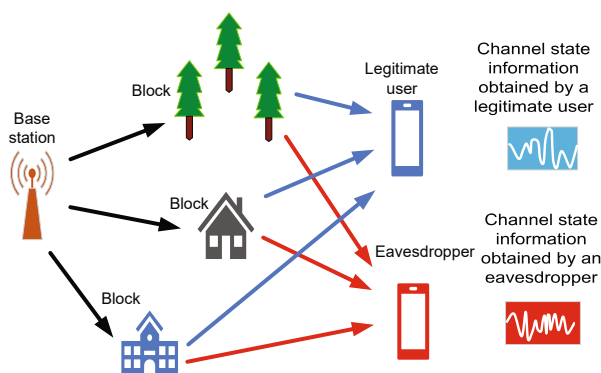 Block
Legitimate
user
Channel state
information
obtained by a
legitimate user
Base
station
Block
Eavesdropper
Channel state
information
obtained by an
eavesdropper
Block